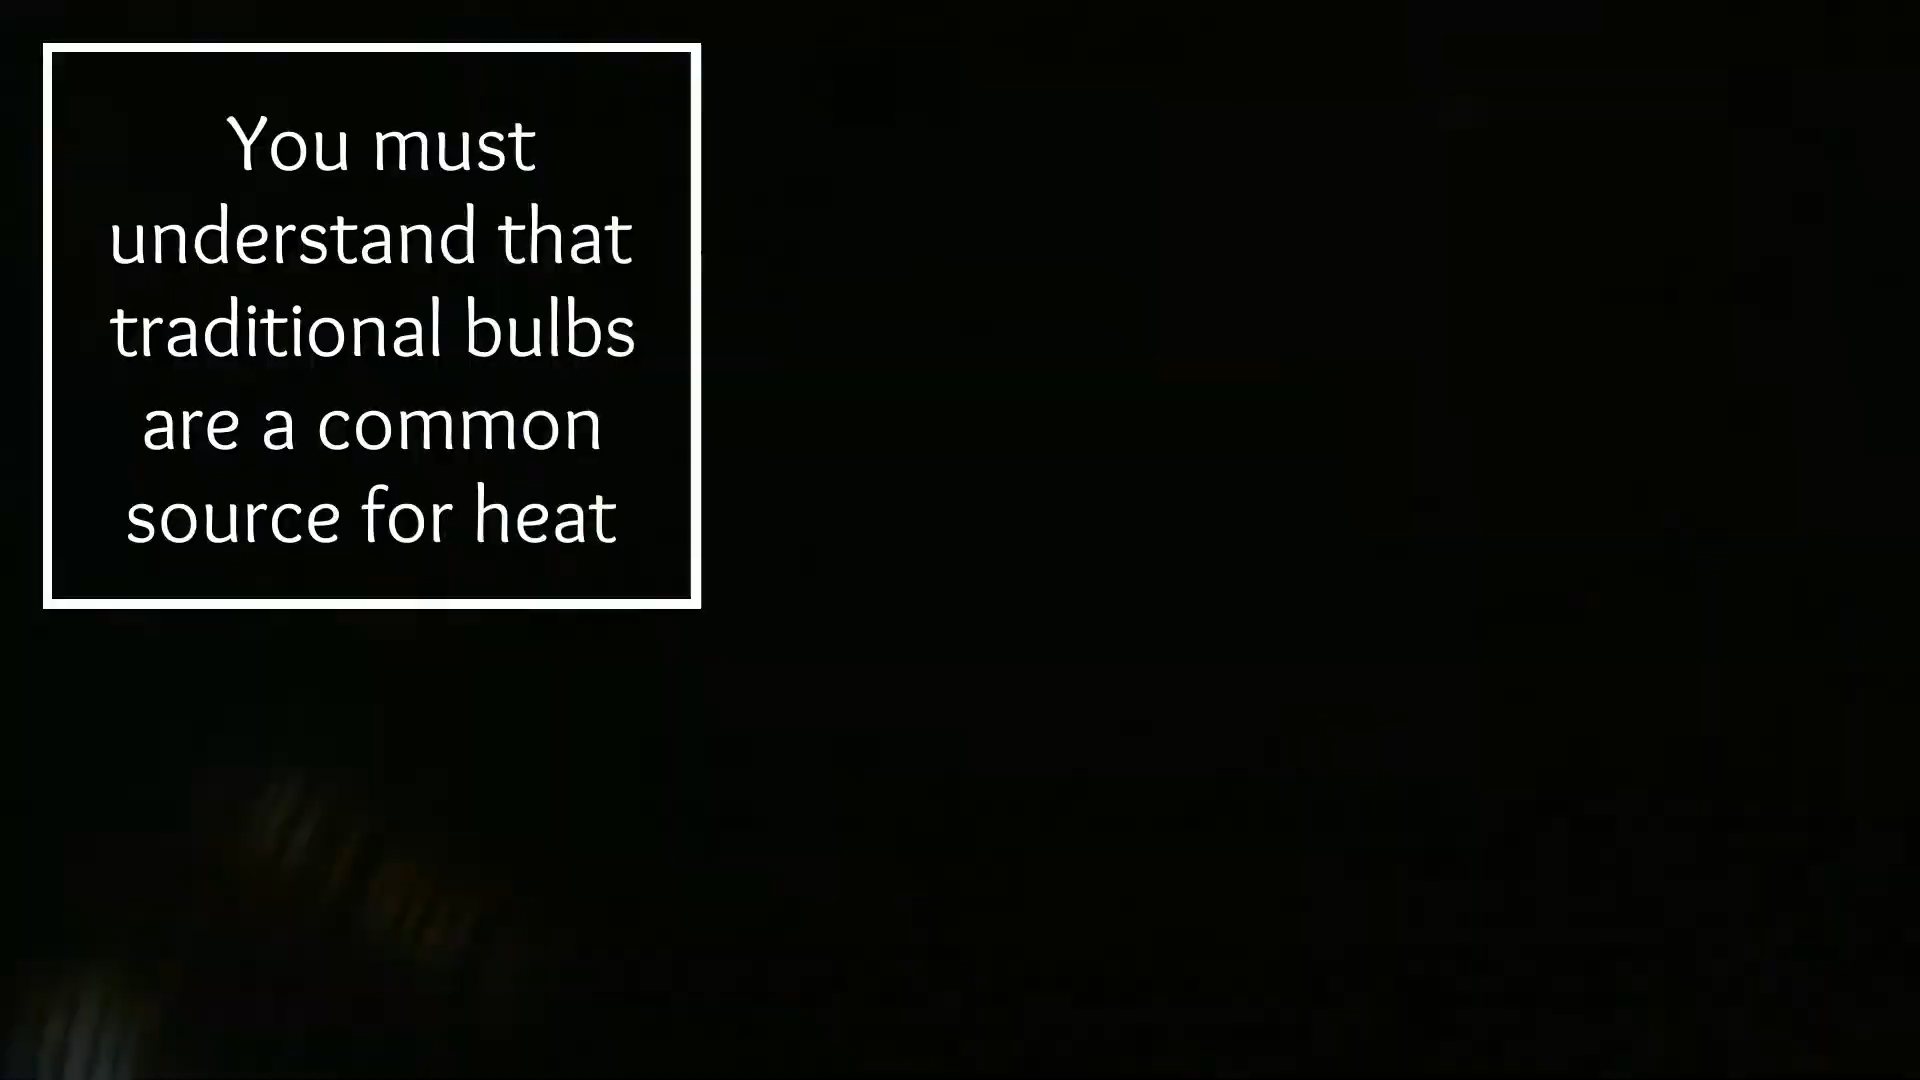 You must
understand that
traditional bulbs
are a common
source for heat